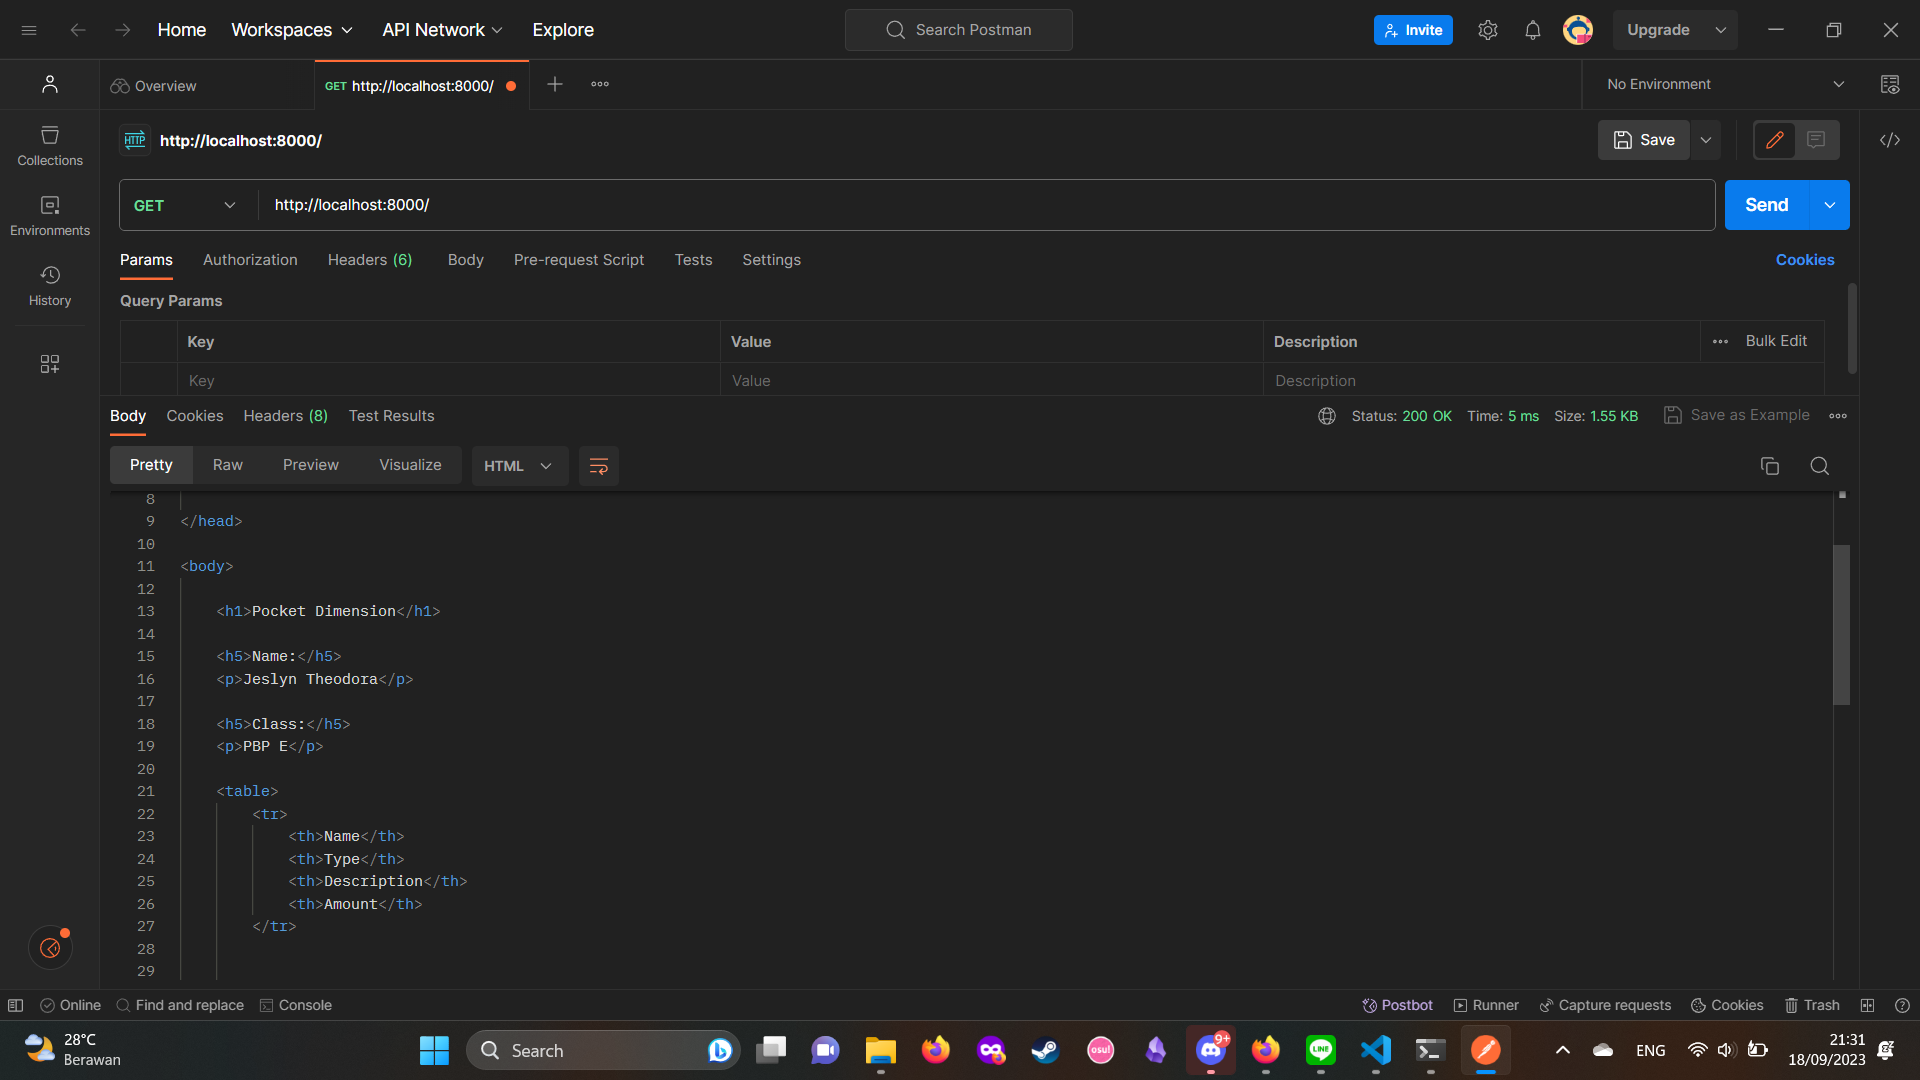 Home Workspaces API Network Explore Search Postman Invite Upgrade
Overview GET http://localhost:8000/ No Environment
HTTP http://localhost:8000/ Save
Collections
GET http://localhost:8000/ Send
Environments
Params Authorization Headers (6) Body Pre-request Script Tests Settings Cookies
History
Query Params
Key Value Description Bulk Edit
Key Value Description
Body Cookies Headers (8) Test Results Status: 200 OK Time: 5 ms Size: 1.55 KB Save as Example
Pretty Raw Preview Visualize HTML
8
9 </head>
10
11 <body>
12
13 <h1>Pocket Dimension</h1>
14
15 <h5>Name:</h5>
16 <p>Jeslyn Theodora</p>
17
18 <h5>Class:</h5>
19 <p>PBP E</p>
20
21 <table>
22 <tr>
23 <th>Name</th>
24 <th>Type</th>
25 <th>Description</th>
26 <th>Amount</th>
27 </tr>
28
29
Online Find and replace Console Postbot Runner Capture requests Cookies Trash
28°C
Berawan
Search
osu!
9+
LINE
ENG
21:31
18/09/2023